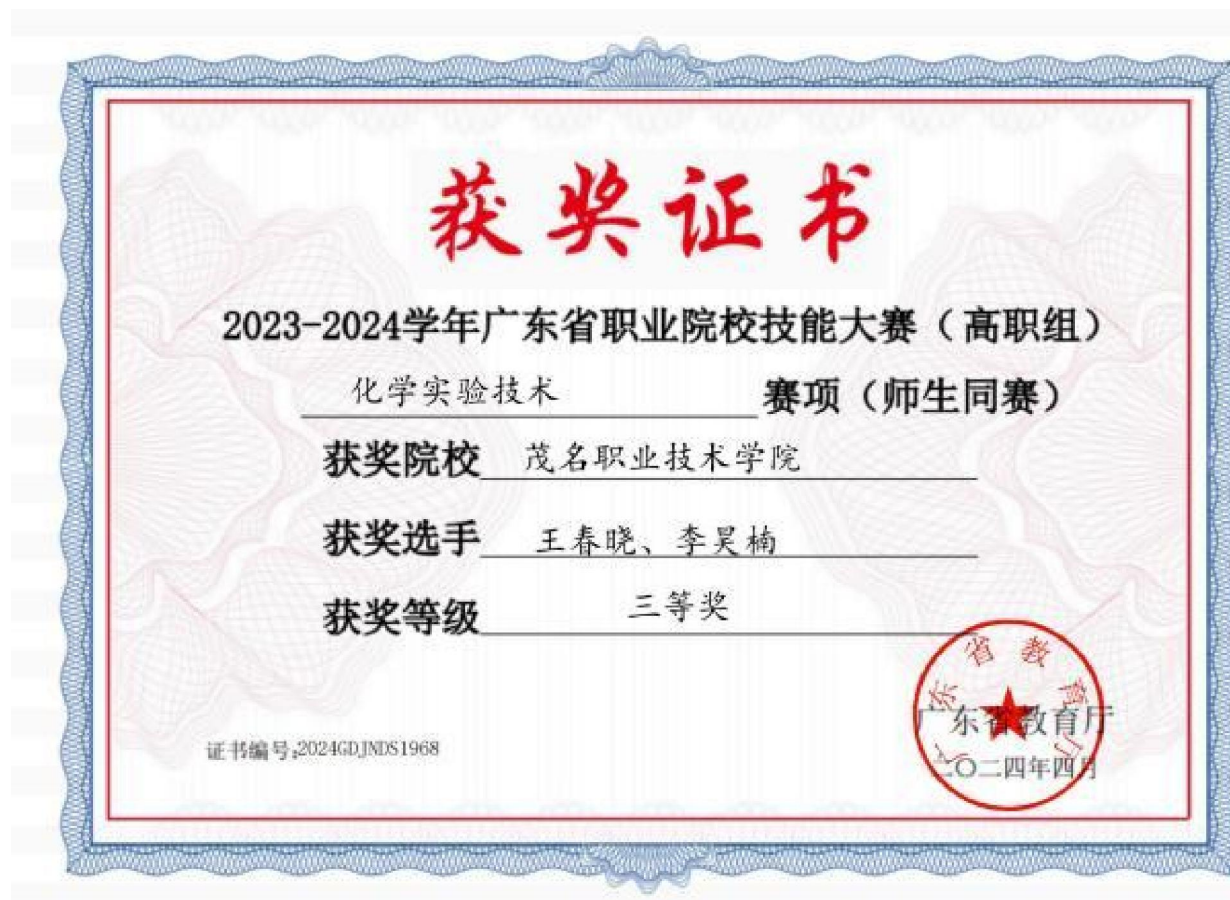 获奖证书
2023-2024学年广东省职业院校技能大赛（高职组）
化学实验技术 赛项（师生同赛）
获奖院校 茂名职业技术学院
获奖选手 王春晓、李昊楠
获奖等级 三等奖
广东省教育厅
广东省教育厅
二〇二四年四月
证书编号:2024GDJNDS1968